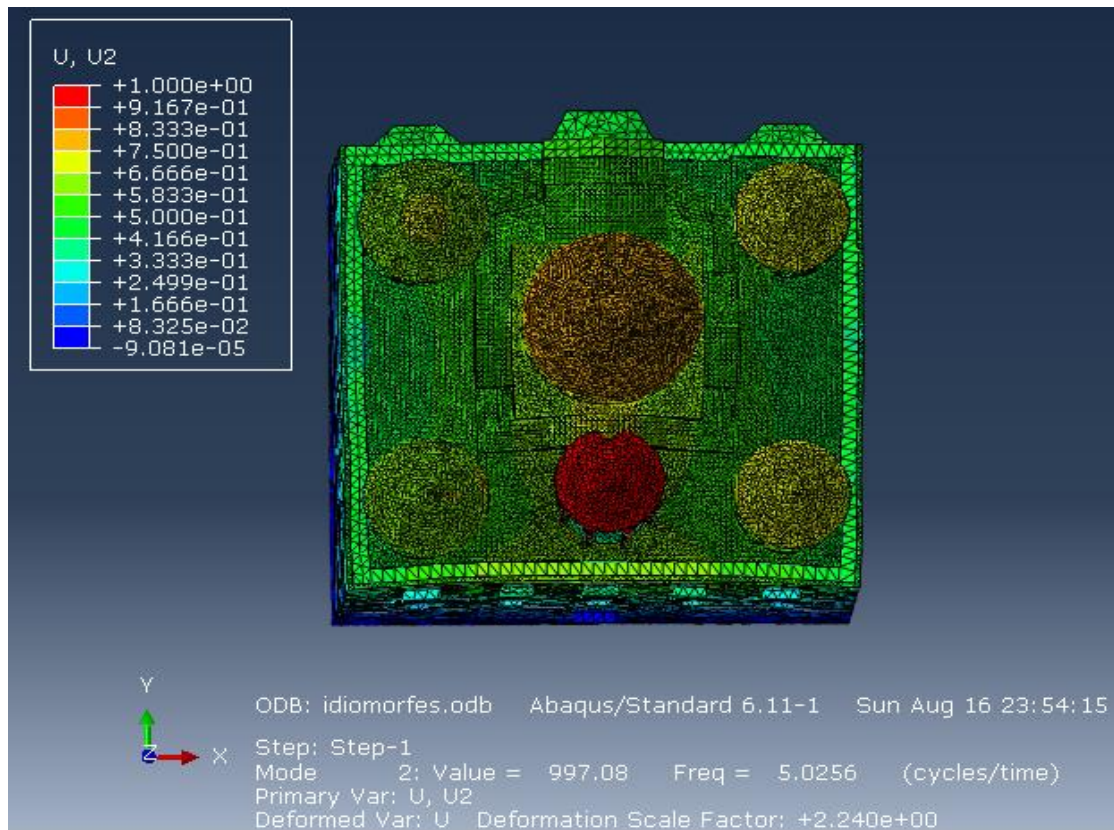 U, U2
+1.000e+00
+9.167e-01
+8.333e-01
+7.500e-01
+6.666e-01
+5.833e-01
+5.000e-01
+4.166e-01
+3.333e-01
+2.499e-01
+1.666e-01
+8.325e-02
-9.081e-05
Y
Z X
ODB: idiomorfes.odb Abaqus/Standard 6.11-1 Sun Aug 16 23:54:15
Step: Step-1
Mode 2: Value = 997.08 Freq = 5.0256 (cycles/time)
Primary Var: U, U2
Deformed Var: U Deformation Scale Factor: +2.240e+00